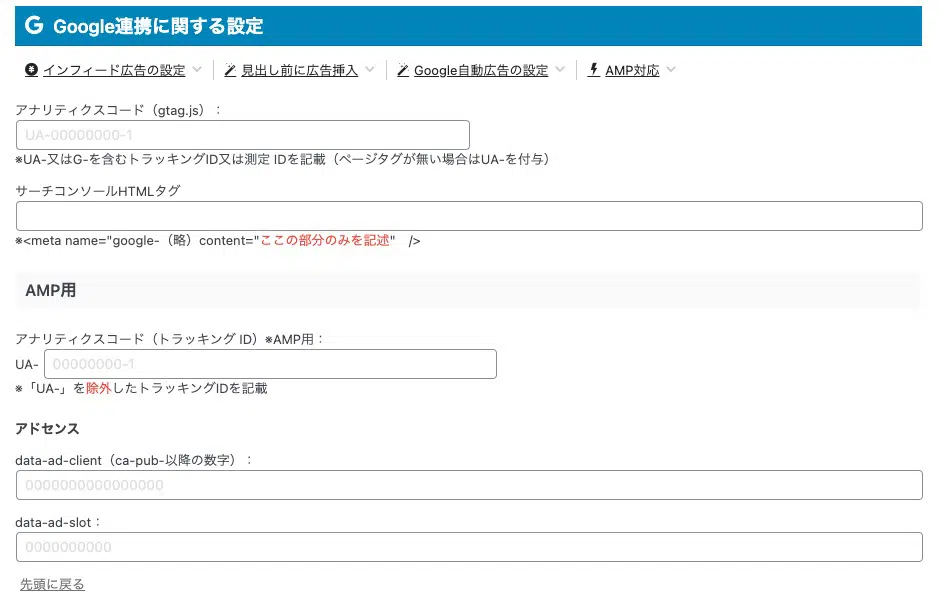 Google連携に関する設定
インフィード広告の設定 見出し前に広告挿入 Google自動広告の設定 AMP対応
アナリティクスコード（gtag.js）：
UA-00000000-1
※UA-又はG-を含むトラッキングID又は測定 IDを記載（ページタグが無い場合はUA-を付与）
サーチコンソールHTMLタグ
※<meta name="google-（略）content="ここの部分のみを記述" />
AMP用
アナリティクスコード（トラッキング ID）※AMP用：
UA- 00000000-1
※「UA-」を除外したトラッキングIDを記載
アドセンス
data-ad-client（ca-pub-以降の数字）：
0000000000000000
data-ad-slot：
0000000000
先頭に戻る